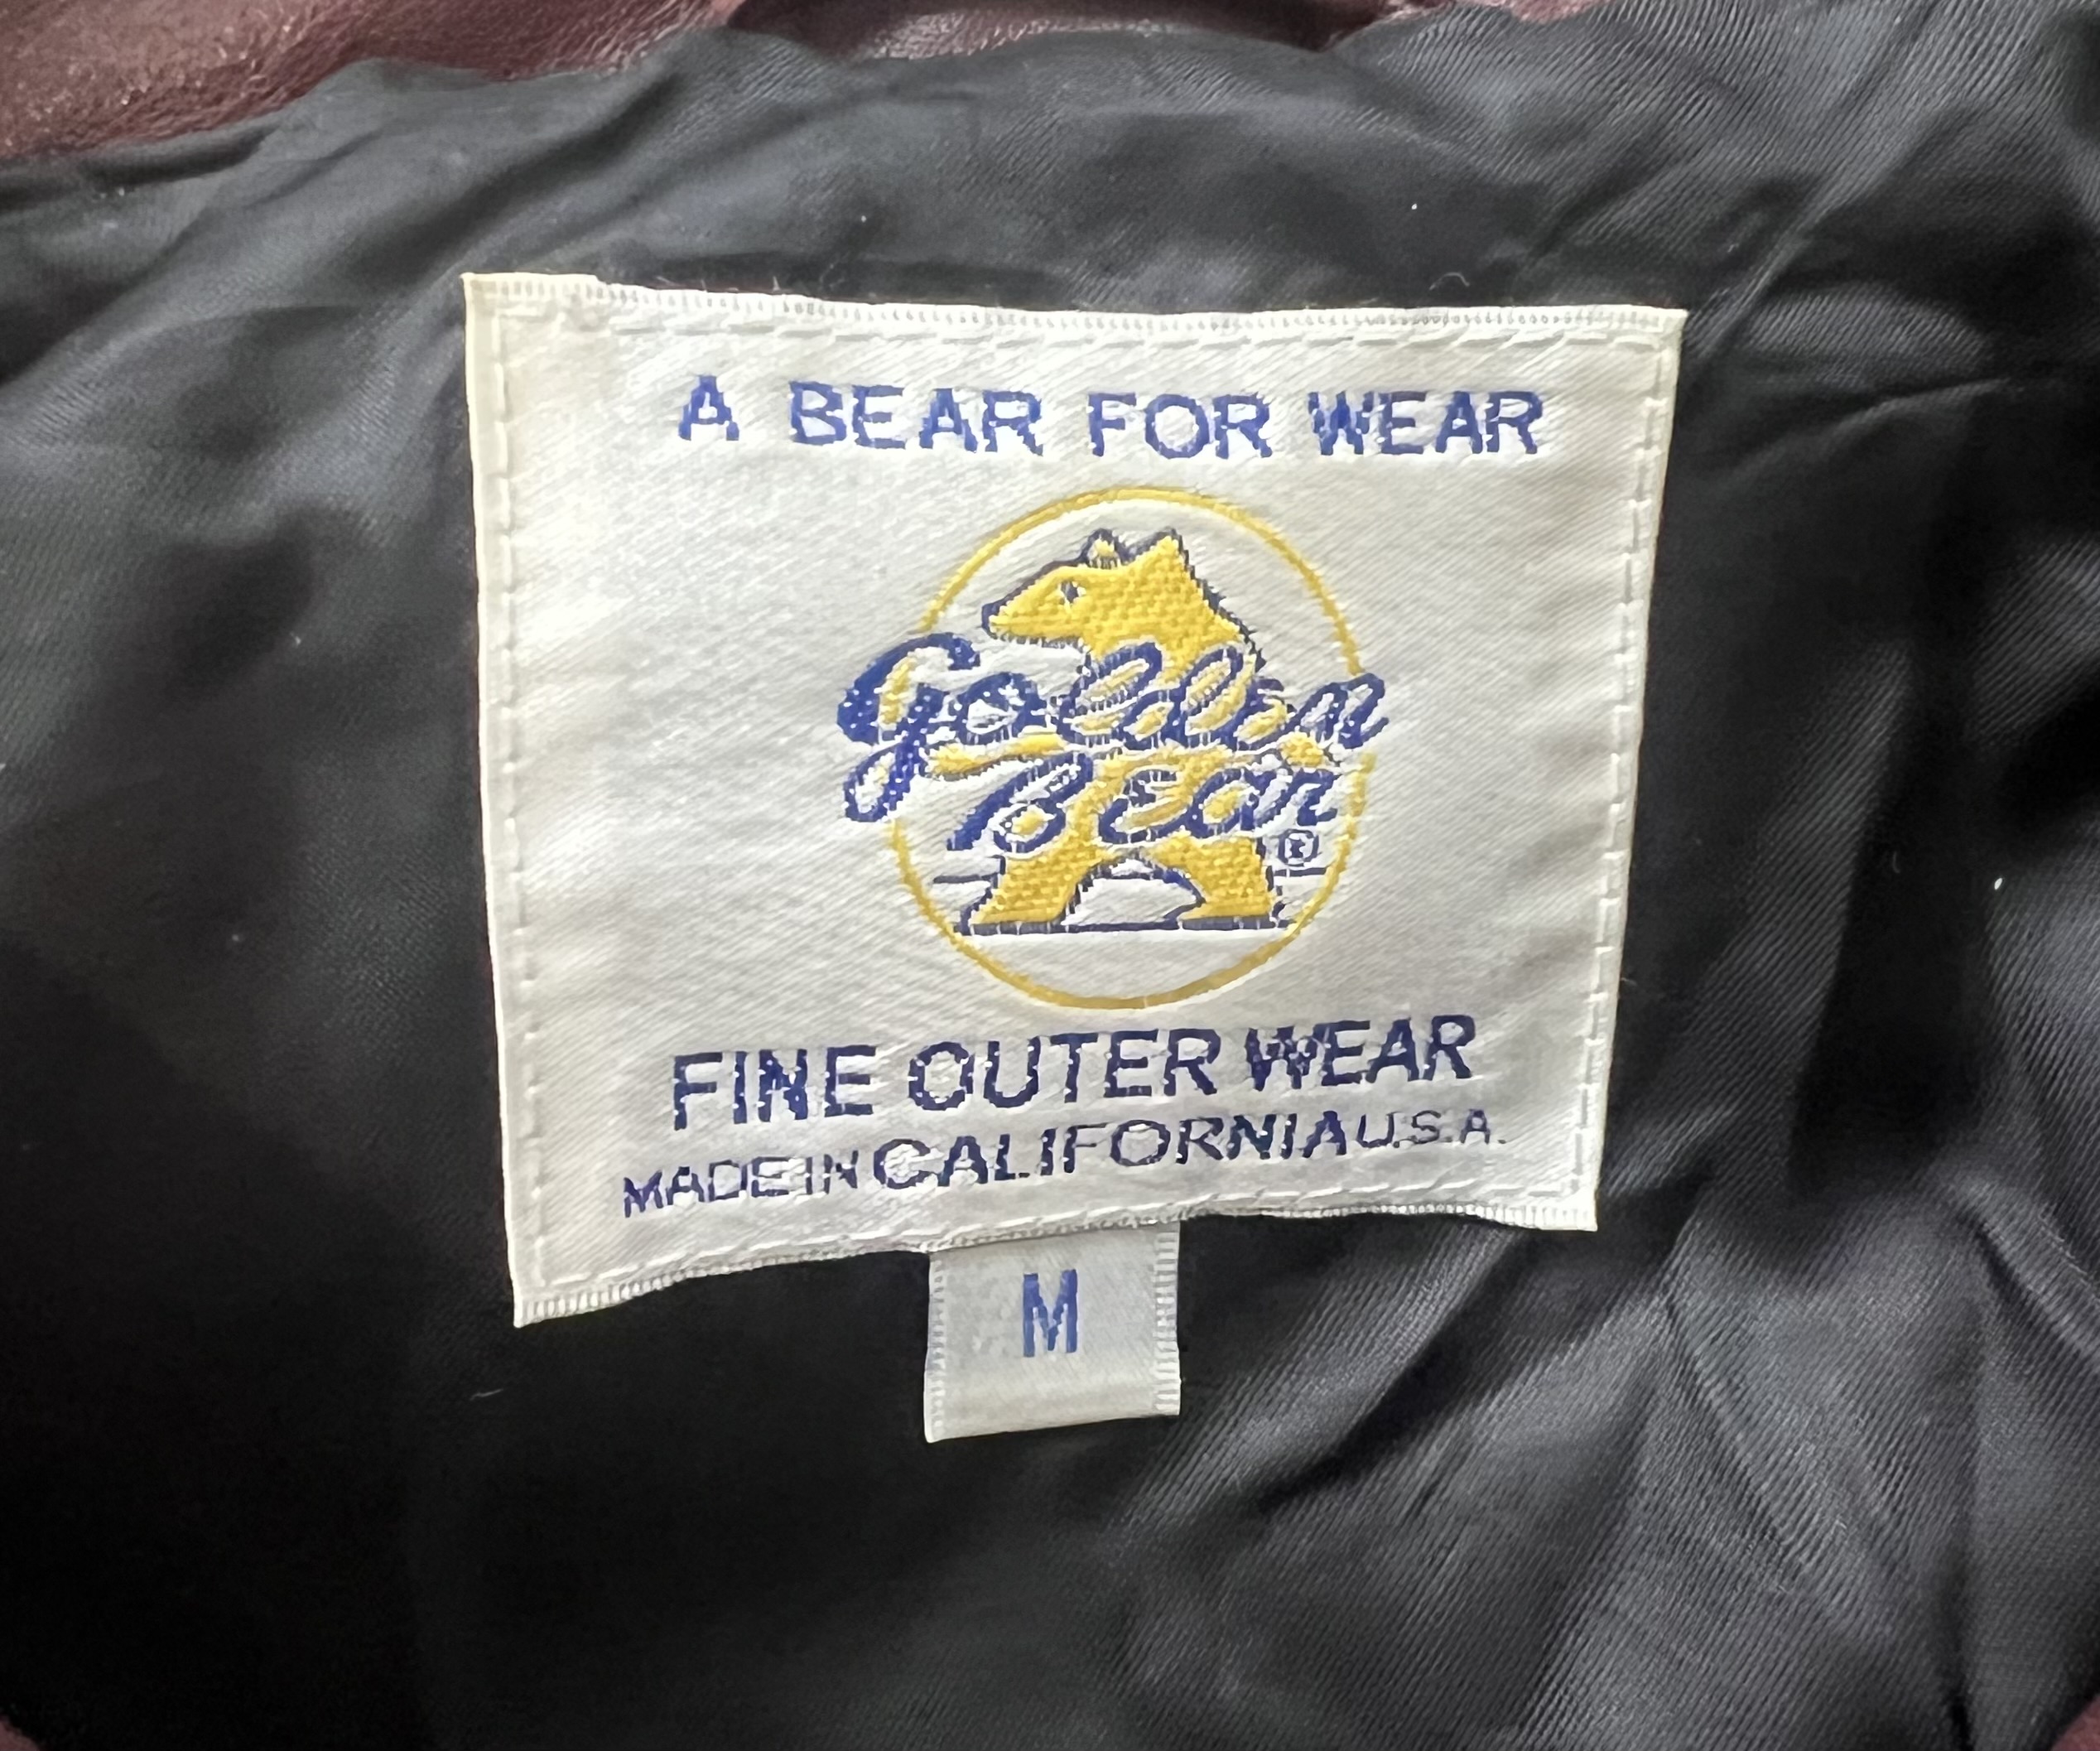 A BEAR FOR WEAR
Golden
Bear
®
FINE OUTER WEAR
MADE IN CALIFORNIA U.S.A.
M